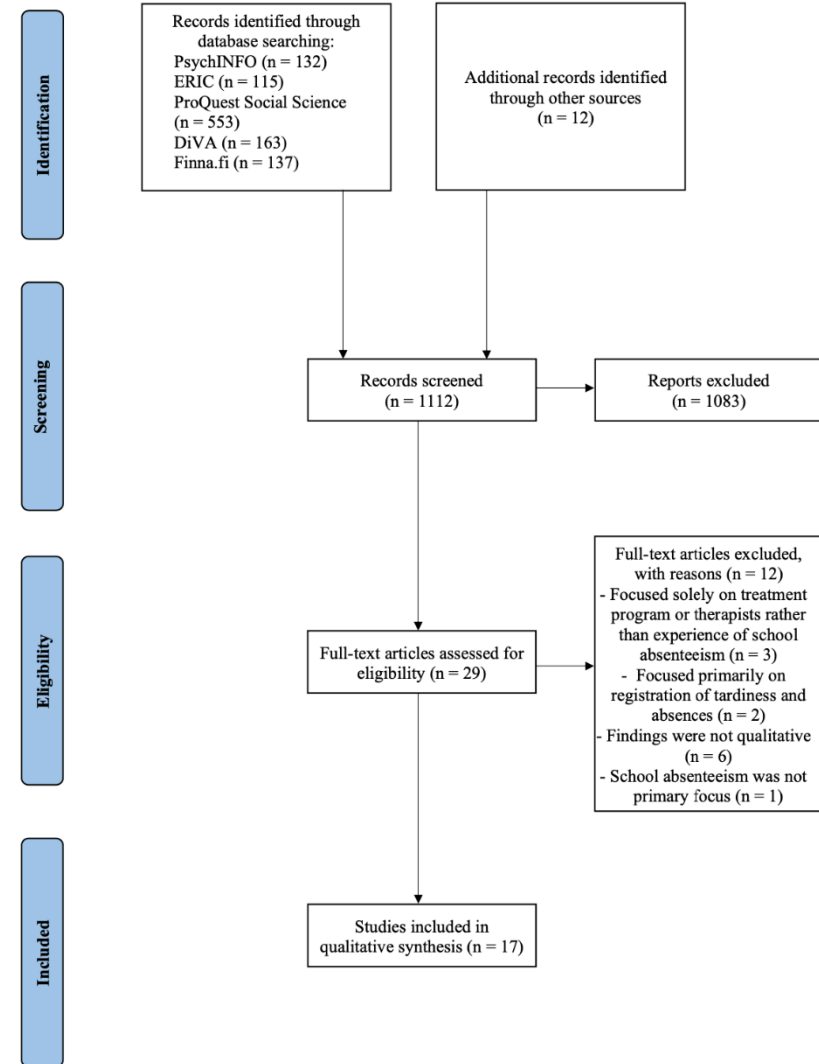 Identification
Records identified through
database searching:
PsychINFO (n = 132)
ERIC (n = 115)
ProQuest Social Science
(n = 553)
DiVA (n = 163)
Finna.fi (n = 137)
Additional records identified
through other sources
(n = 12)
Screening
Records screened
(n = 1112)
Reports excluded
(n = 1083)
Eligibility
Full-text articles assessed for
eligibility (n = 29)
Full-text articles excluded,
with reasons (n = 12)
- Focused solely on treatment
program or therapists rather
than experience of school
absenteeism (n = 3)
- Focused primarily on
registration of tardiness and
absences (n = 2)
- Findings were not qualitative
(n = 6)
- School absenteeism was not
primary focus (n = 1)
Included
Studies included in
qualitative synthesis (n = 17)